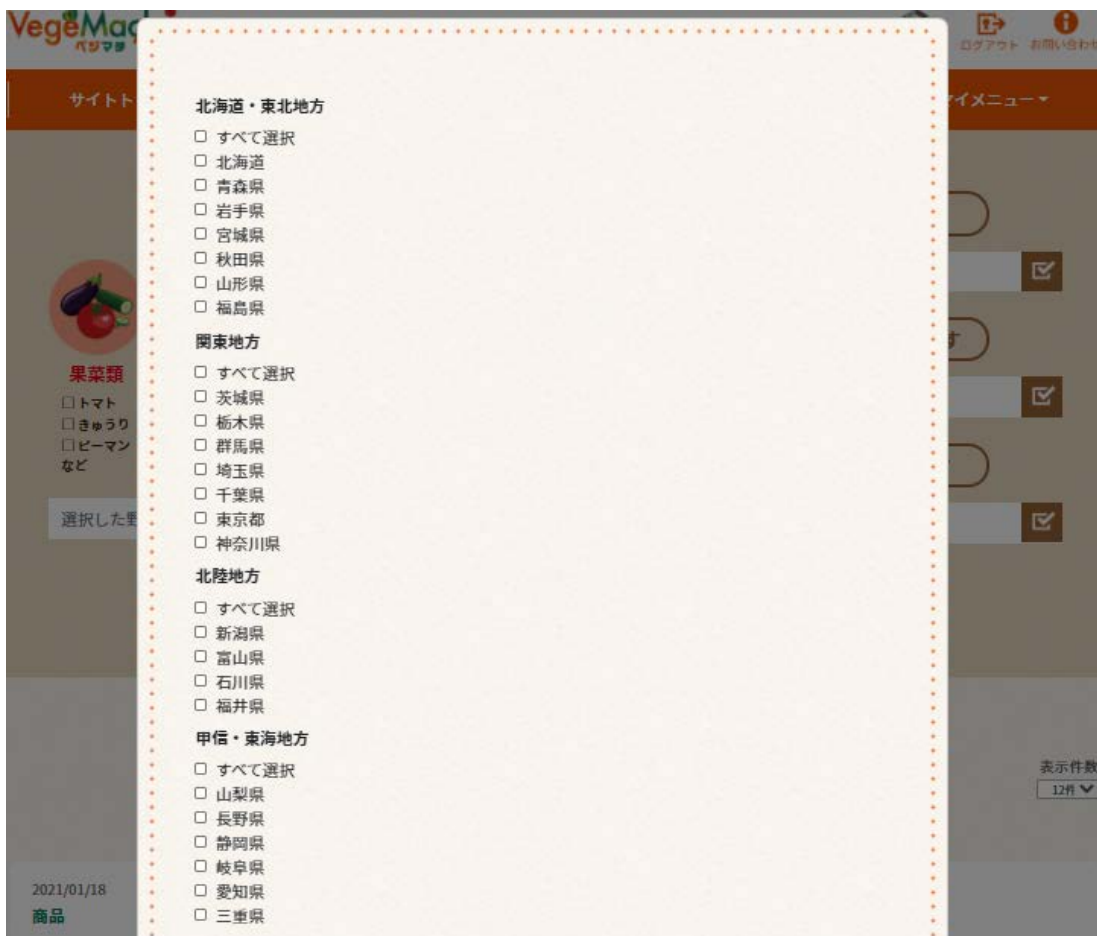 VegeMa
ベジマチ
ログアウト
お問い合わせ
サイトト
マイメニュー
北海道・東北地方
すべて選択
北海道
青森県
岩手県
宮城県
秋田県
山形県
福島県
関東地方
すべて選択
茨城県
栃木県
群馬県
埼玉県
千葉県
東京都
神奈川県
北陸地方
すべて選択
新潟県
富山県
石川県
福井県
甲信・東海地方
すべて選択
山梨県
長野県
静岡県
岐阜県
愛知県
三重県
果菜類
□トマト
□きゅうり
□ピーマン
など
選択した野
す
表示件数
12件
2021/01/18
商品